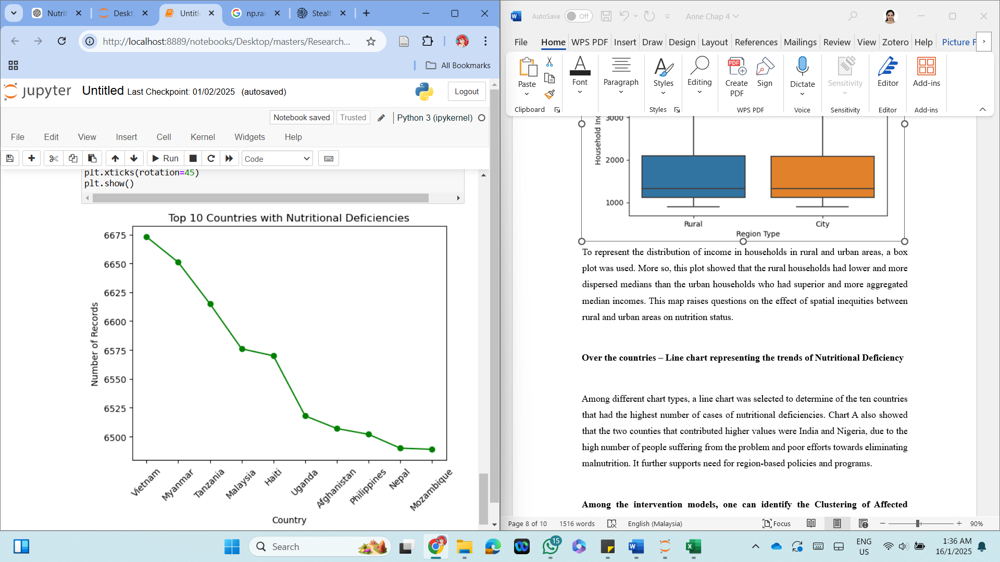 Nutrit
Deskt
Untitle
np.rar
Stealt
http://localhost:8889/notebooks/Desktop/masters/Research...
All Bookmarks
jupyter Untitled Last Checkpoint: 01/02/2025 (autosaved)
Logout
Notebook saved
Trusted
Python 3 (ipykernel)
File Edit View Insert Cell Kernel Widgets Help
Run
Code
plt.xticks(rotation=45)
plt.show()
Top 10 Countries with Nutritional Deficiencies
6675
6650
6625
6600
6575
6550
6525
6500
Number of Records
Vietnam
Myanmar
Tanzania
Malaysia
Haiti
Uganda
Afghanistan
Philippines
Nepal
Mozambique
Country
AutoSave Off
Anne Chap 4
File Home WPS PDF Insert Draw Design Layout References Mailings Review View Zotero Help Picture F
Paste
Font
Paragraph
Styles
Editing
PDF
Create PDF
Sign
Dictate
Sensitivity
Editor
Add-ins
Clipboard
Styles
WPS PDF
Voice
Sensitivity
Editor
Add-ins
Household Inc
3000
2000
1000
Rural
City
Region Type
To represent the distribution of income in households in rural and urban areas, a box
plot was used. More so, this plot showed that the rural households had lower and more
dispersed medians than the urban households who had superior and more aggregated
median incomes. This map raises questions on the effect of spatial inequities between
rural and urban areas on nutrition status.
Over the countries – Line chart representing the trends of Nutritional Deficiency
Among different chart types, a line chart was selected to determine of the ten countries
that had the highest number of cases of nutritional deficiencies. Chart A also showed
that the two counties that contributed higher values were India and Nigeria, due to the
high number of people suffering from the problem and poor efforts towards eliminating
malnutrition. It further supports need for region-based policies and programs.
Among the intervention models, one can identify the Clustering of Affected
Page 8 of 10
1516 words
English (Malaysia)
Focus
90%
Search
15
ENG
US
1:36 AM
16/1/2025